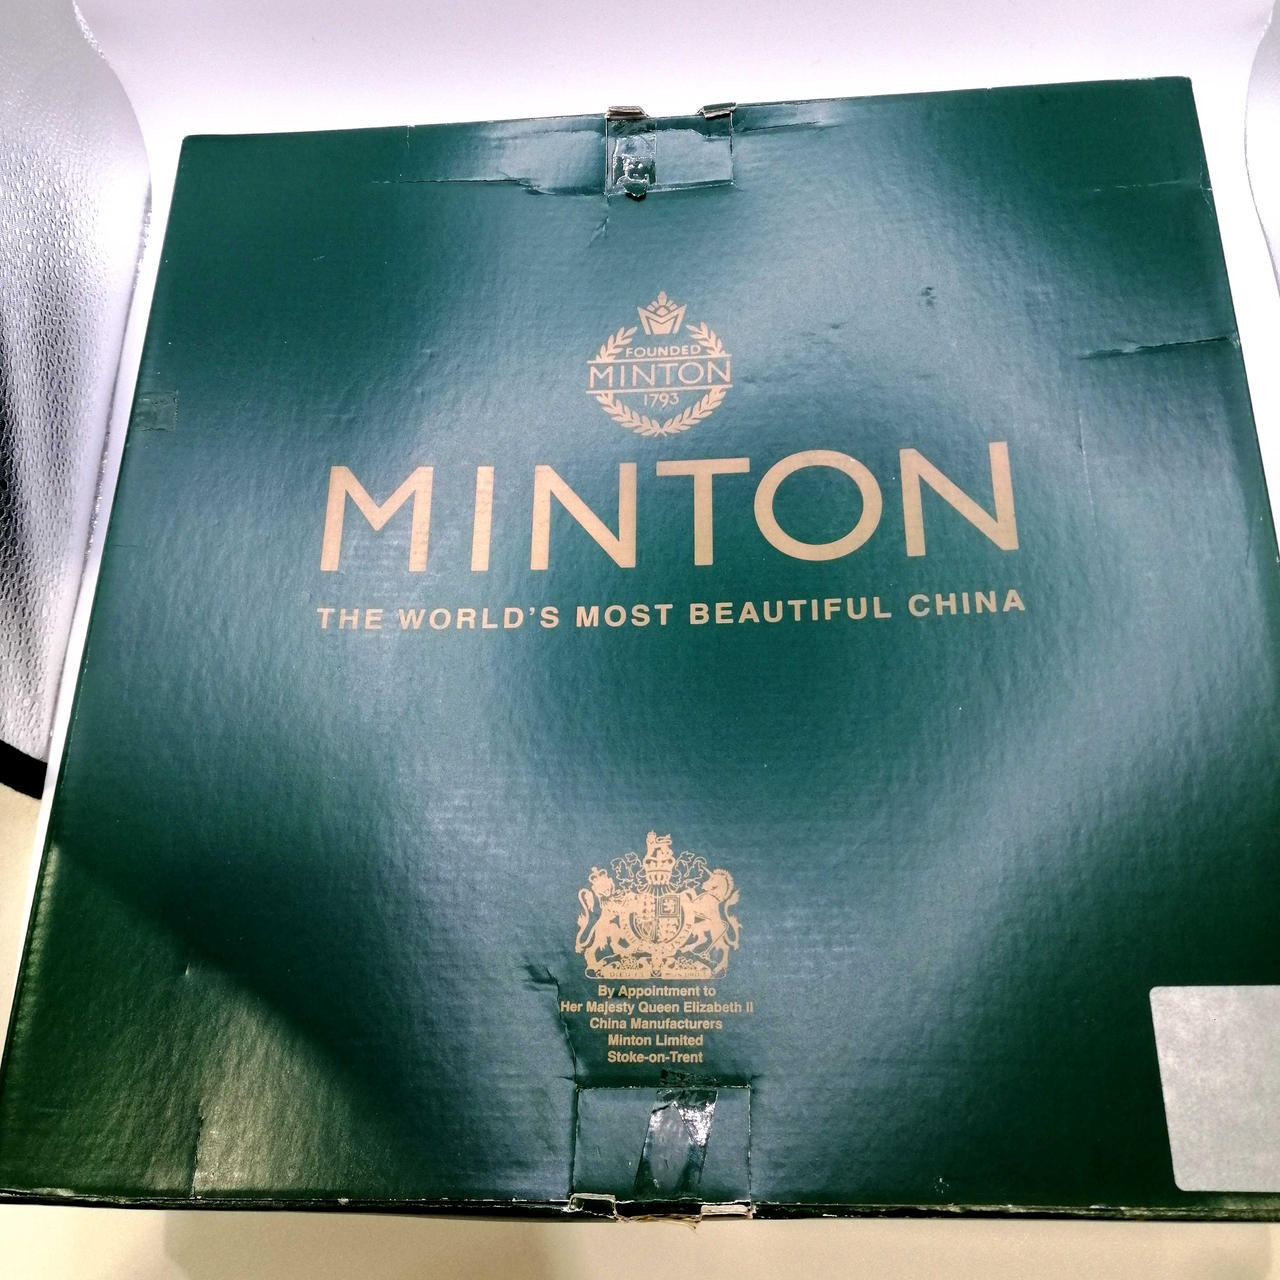 FOUNDED
MINTON
1793
MINTON
THE WORLD'S MOST BEAUTIFUL CHINA
By Appointment to
Her Majesty Queen Elizabeth II
China Manufacturers
Minton Limited
Stoke-on-Trent